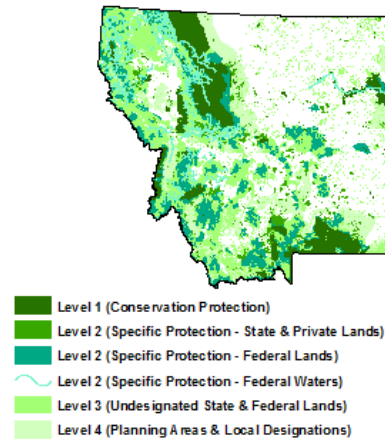 Level 1 (Conservation Protection)
Level 2 (Specific Protection - State & Private Lands)
Level 2 (Specific Protection - Federal Lands)
Level 2 (Specific Protection - Federal Waters)
Level 3 (Undesignated State & Federal Lands)
Level 4 (Planning Areas & Local Designations)